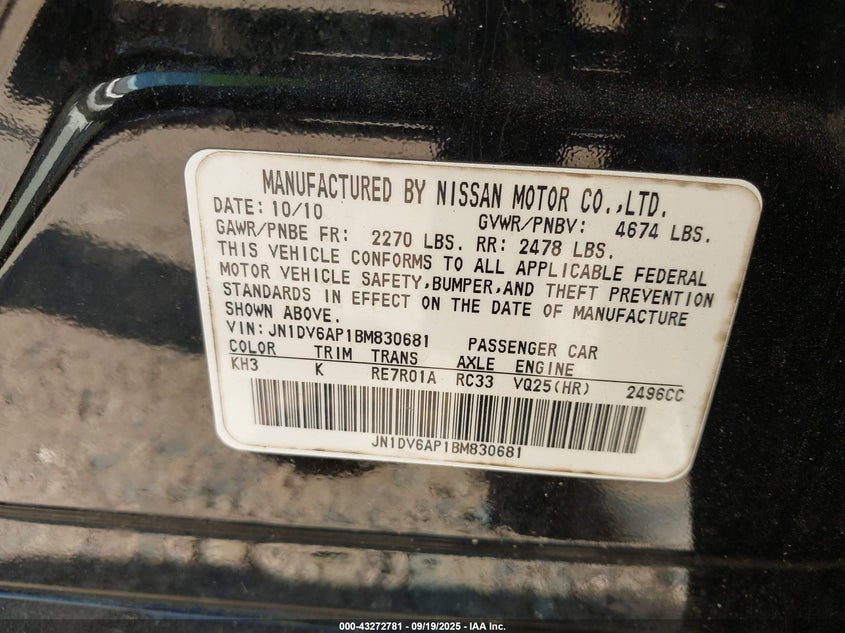 MANUFACTURED BY NISSAN MOTOR CO.,LTD.
DATE: 10/10 GVWR/PNBV: 4674 LBS.
GAWR/PNBE FR: 2270 LBS. RR: 2478 LBS.
THIS VEHICLE CONFORMS TO ALL APPLICABLE FEDERAL
MOTOR VEHICLE SAFETY,BUMPER,AND THEFT PREVENTION
STANDARDS IN EFFECT ON THE DATE OF MANUFACTURE
SHOWN ABOVE.
VIN: JN1DV6AP1BM830681 PASSENGER CAR
COLOR TRIM TRANS AXLE ENGINE
KH3 K RE7R01A RC33 VQ25(HR) 2496CC
JN1DV6AP1BM830681
000-43272781 - 09/19/2025 - IAA Inc.